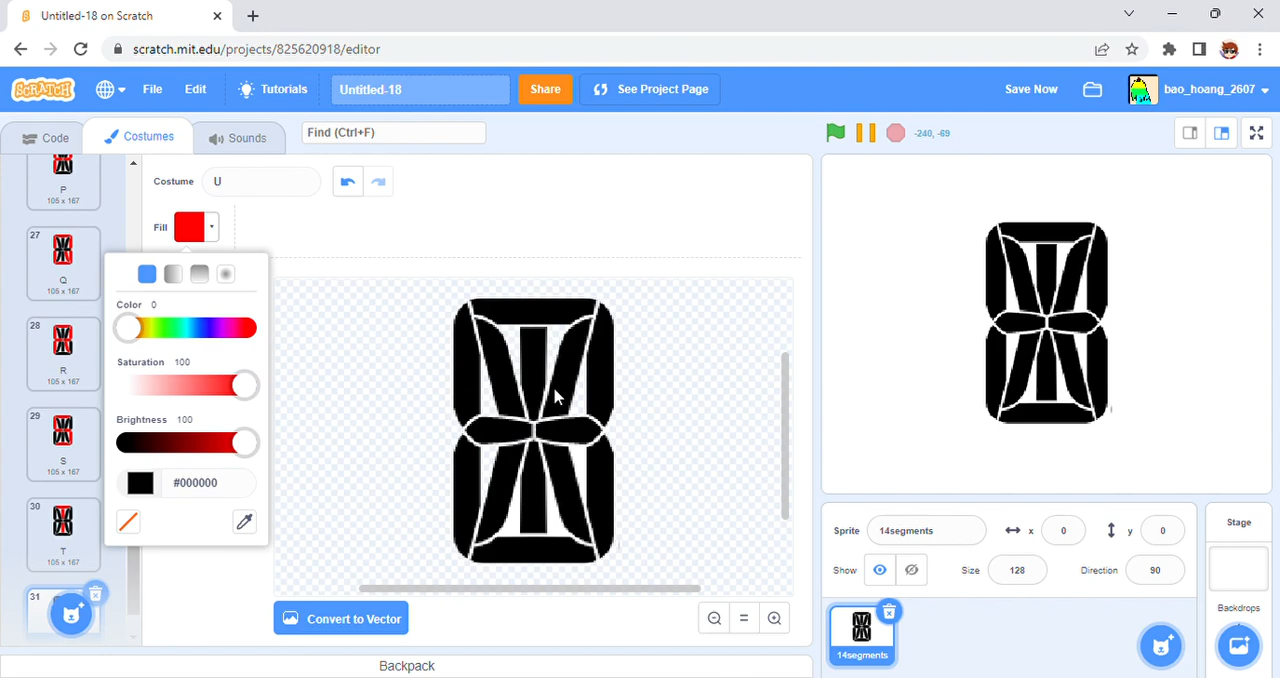 Untitled-18 on Scratch
scratch.mit.edu/projects/825620918/editor
SCRATCH
File
Edit
Tutorials
Untitled-18
Share
See Project Page
Save Now
bao_hoang_2607
Code
Costumes
Sounds
Find (Ctrl+F)
-240, -69
P
105 x 167
27
Q
105 x 167
28
R
105 x 167
29
S
105 x 167
30
T
105 x 167
31
Costume
U
Fill
Color 0
Saturation 100
Brightness 100
#000000
Convert to Vector
Backpack
Sprite
14segments
x
0
y
0
Show
Size
128
Direction
90
14segments
Stage
Backdrops